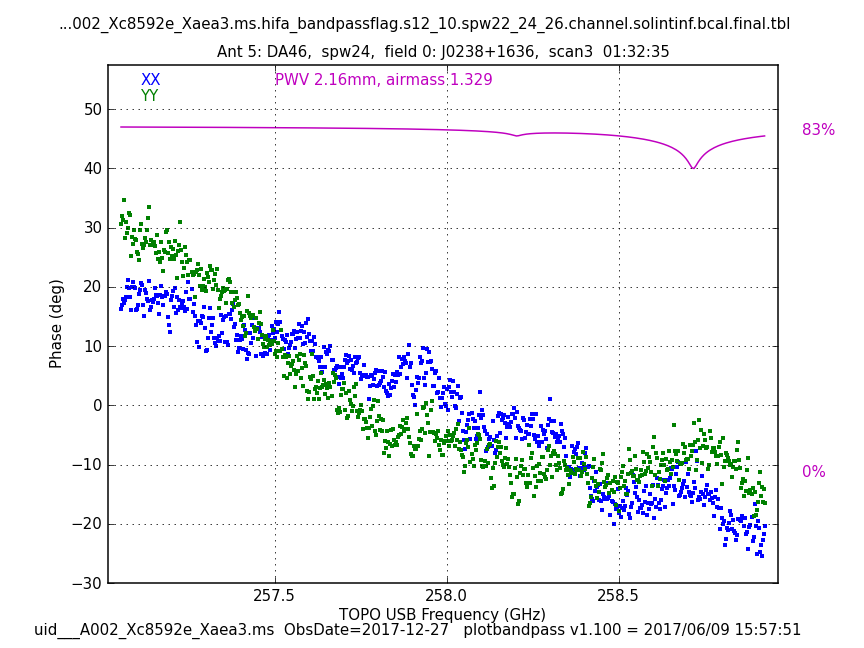 ...002_Xc8592e_Xaea3.ms.hifa_bandpassflag.s12_10.spw22_24_26.channel.solintinf.bcal.final.tbl
Ant 5: DA46,  spw24,  field 0: J0238+1636,  scan3  01:32:35
XX
PWV 2.16mm, airmass 1.329
YY
50
83%
40
30
20
10
0
−10
0%
−20
−30
Phase (deg)
257.5
258.0
258.5
TOPO USB Frequency (GHz)
uid___A002_Xc8592e_Xaea3.ms  ObsDate=2017-12-27   plotbandpass v1.100 = 2017/06/09 15:57:51